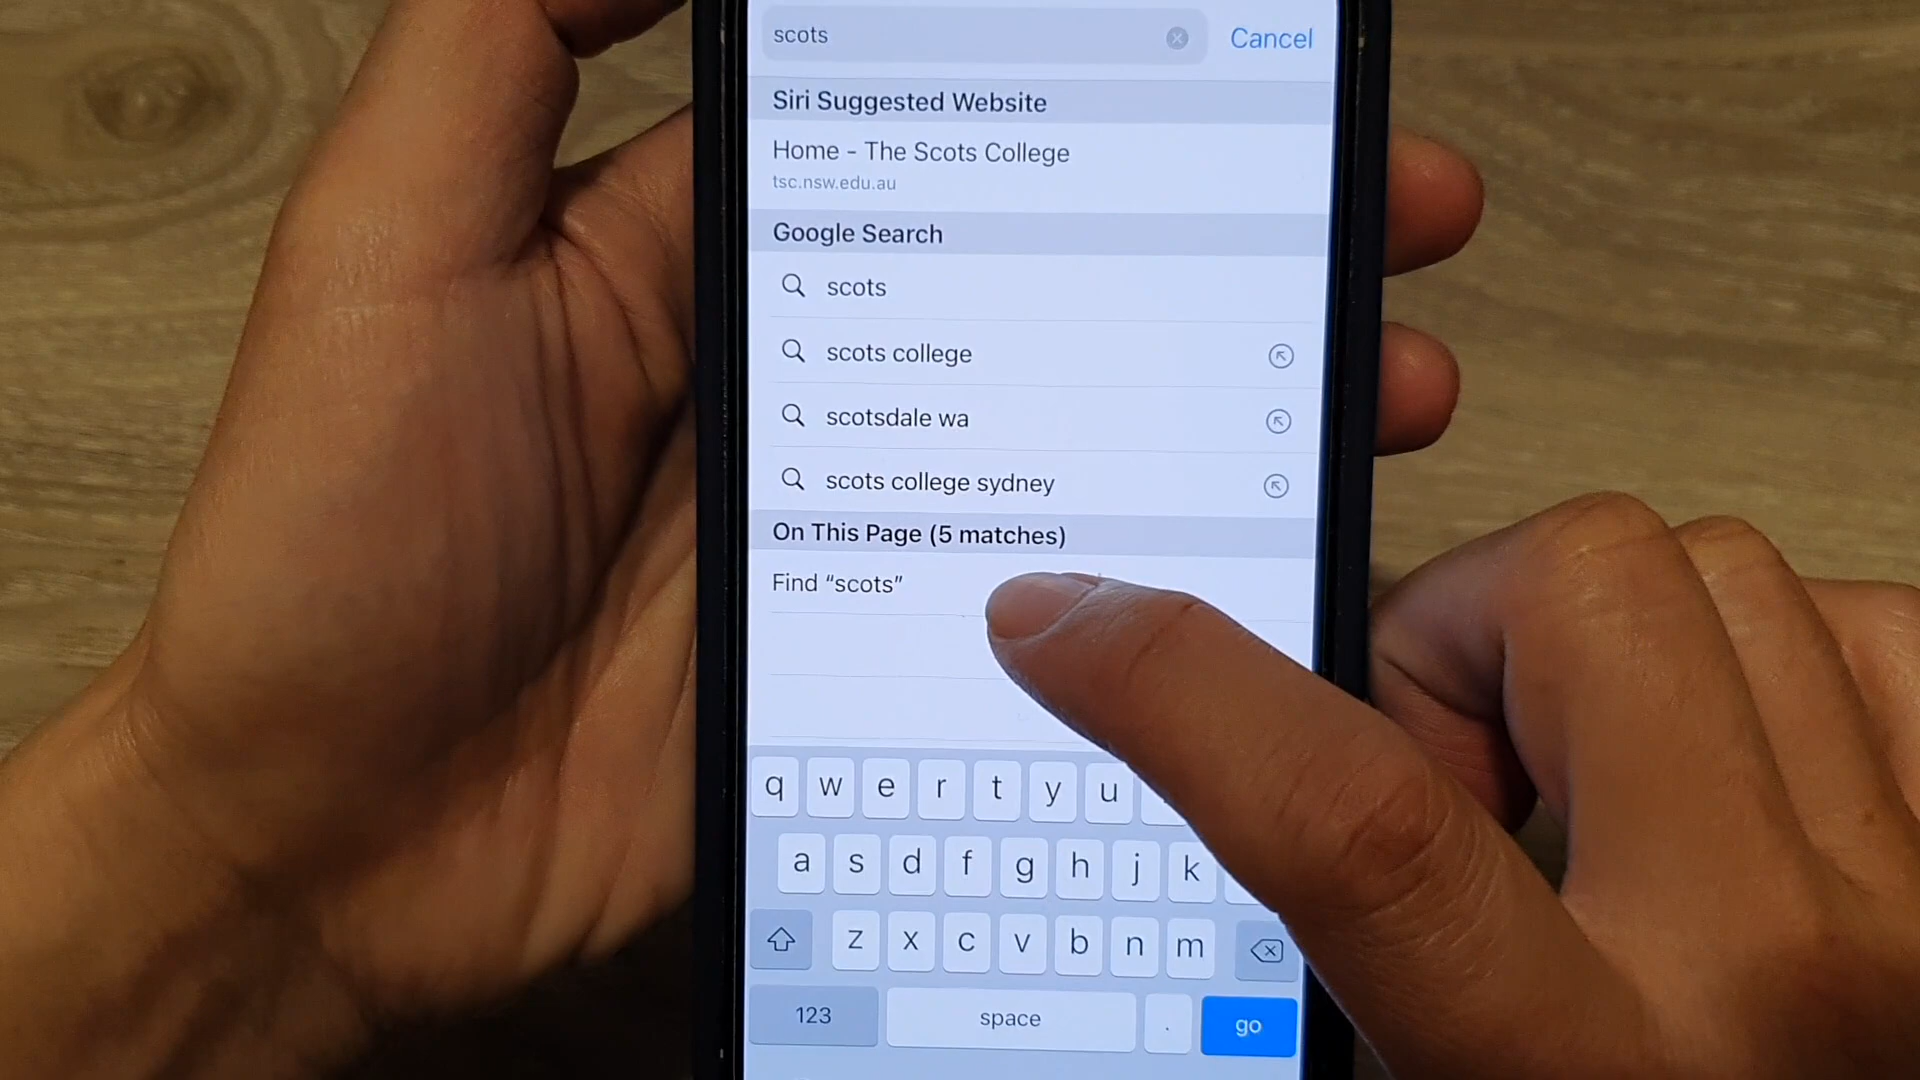 scots
Cancel
Siri Suggested Website
Home - The Scots College
tsc.nsw.edu.au
Google Search
scots
scots college
scotsdale wa
scots college sydney
On This Page (5 matches)
Find “scots”
q w e r t y u
a s d f g h j k
z x c v b n m
123 space . go